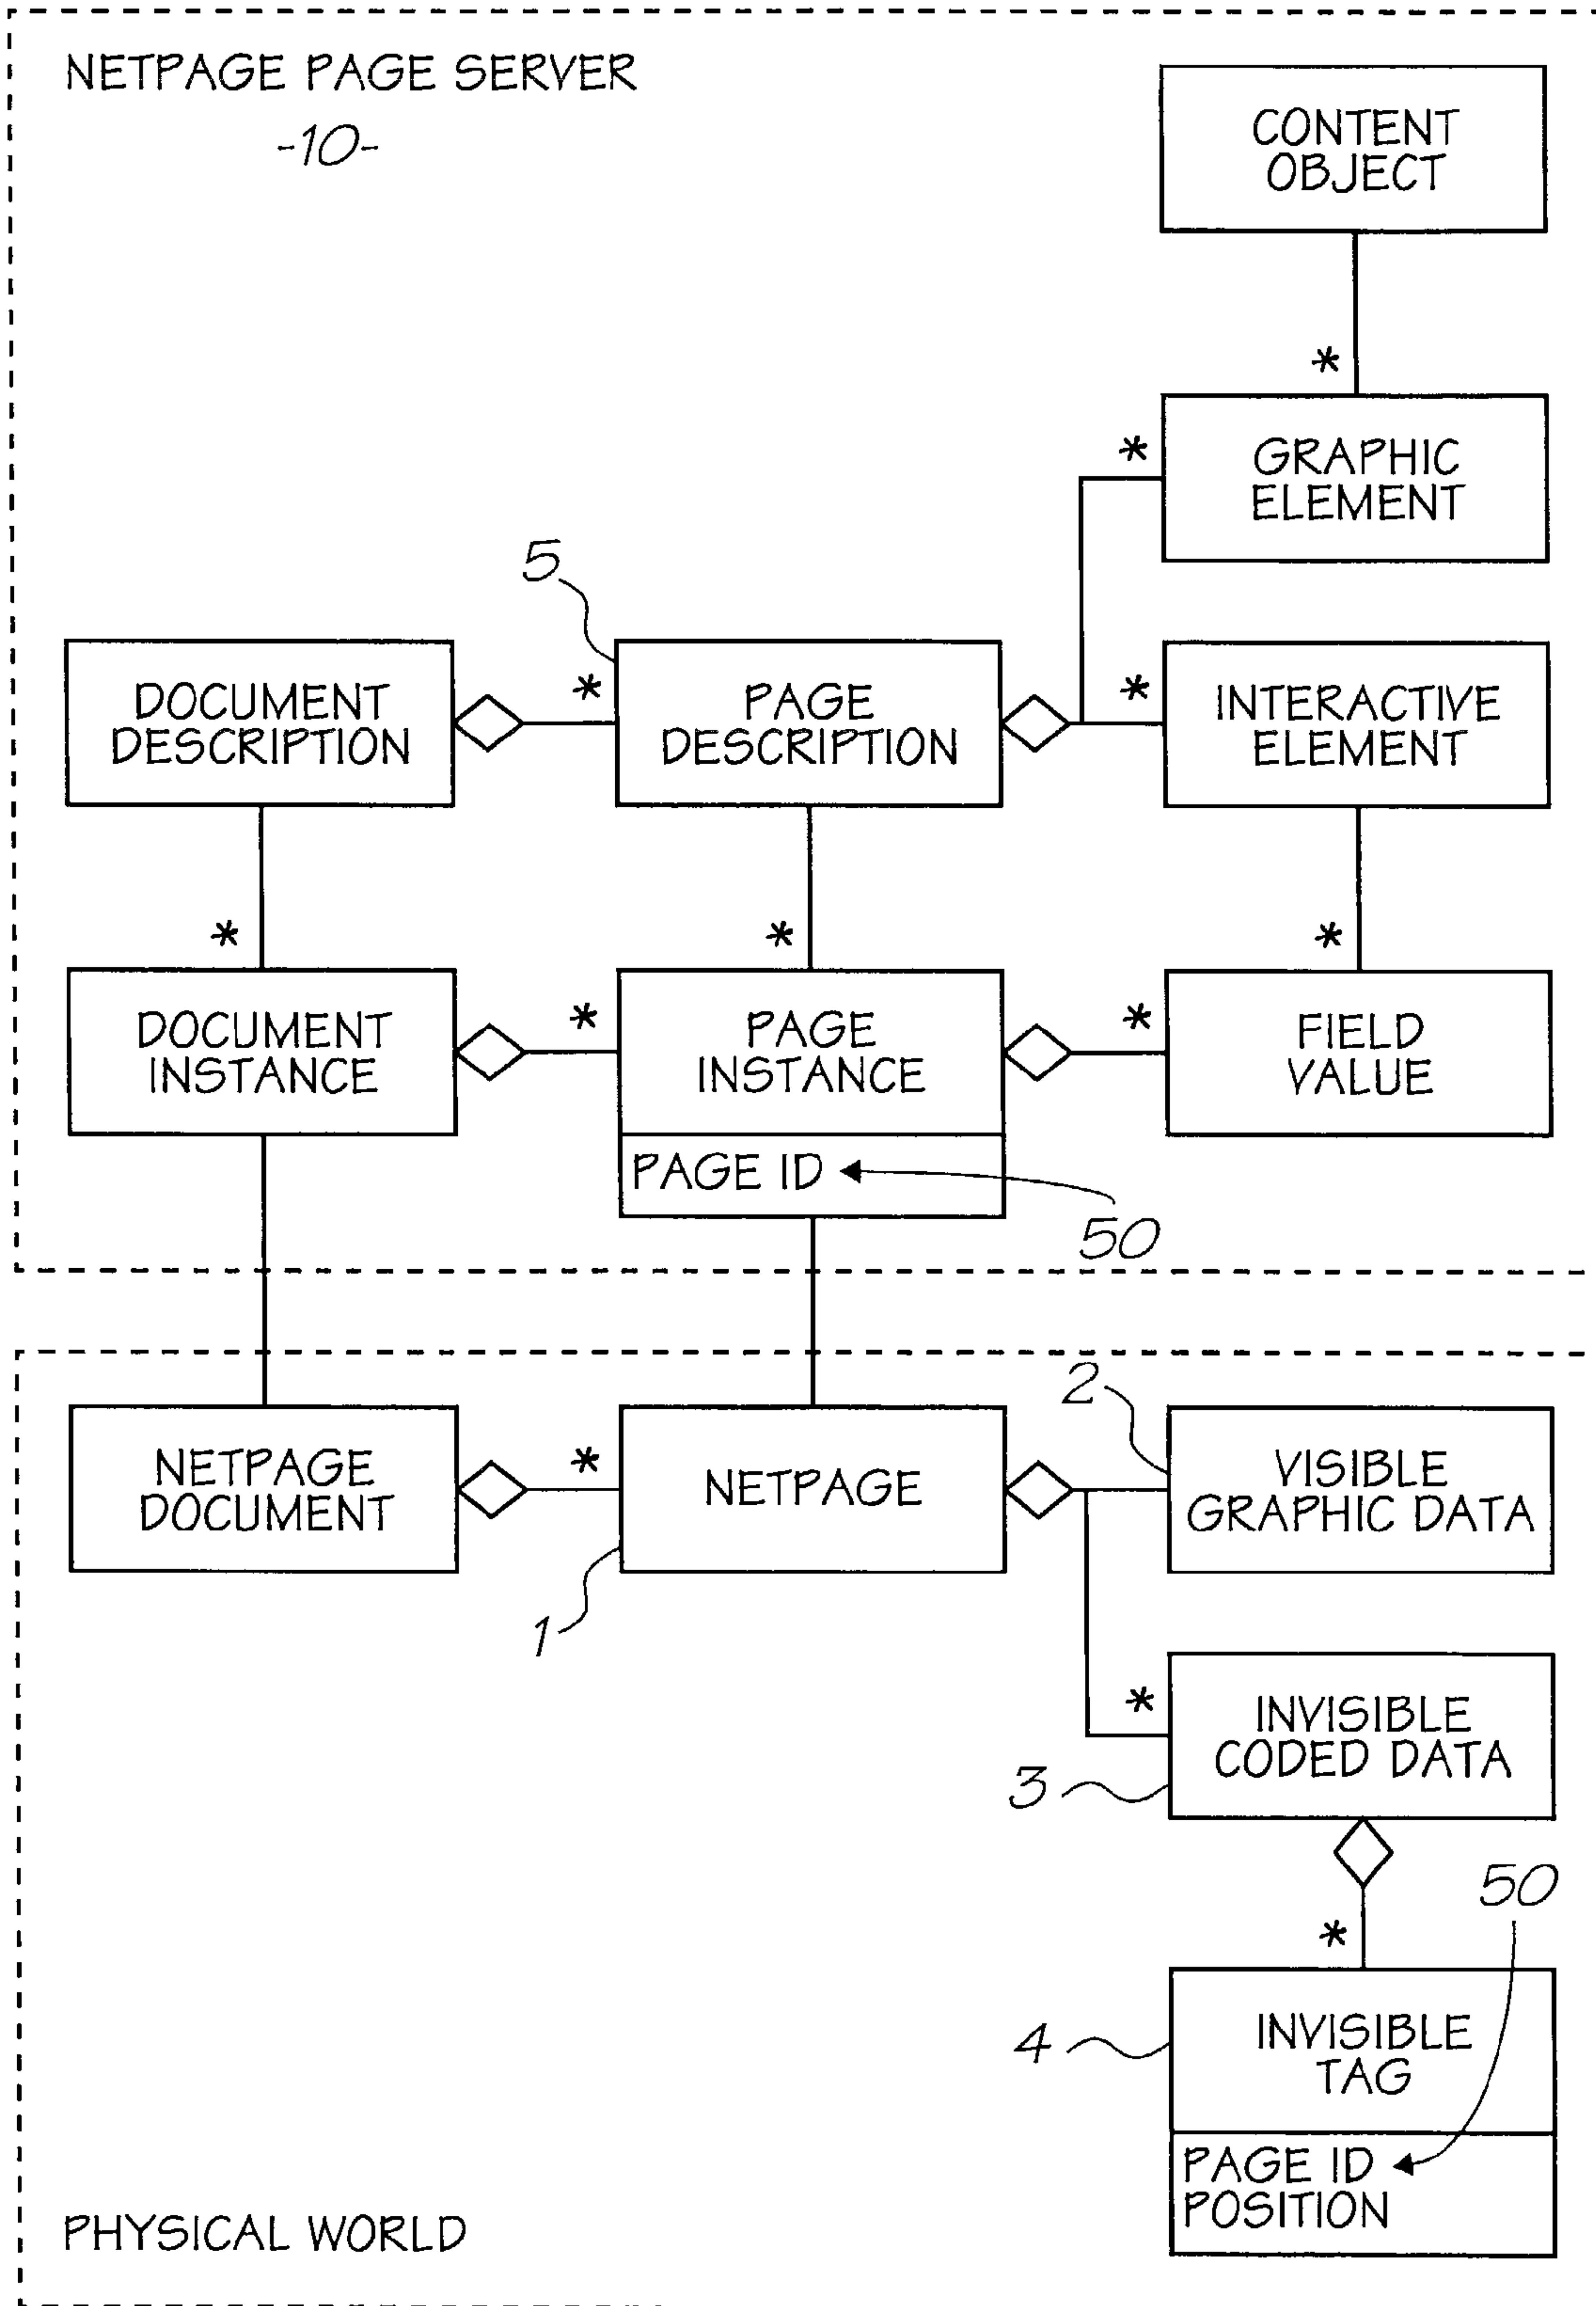 NETPAGE PAGE SERVER
-10-
CONTENT
OBJECT
*
*
GRAPHIC
ELEMENT
5
DOCUMENT
DESCRIPTION
*
PAGE
DESCRIPTION
*
INTERACTIVE
ELEMENT
*
*
*
DOCUMENT
INSTANCE
*
PAGE
INSTANCE
*
FIELD
VALUE
PAGE ID
50
2
NETPAGE
DOCUMENT
*
NETPAGE
VISIBLE
GRAPHIC DATA
1
*
INVISIBLE
CODED DATA
3
50
*
4
INVISIBLE
TAG
PAGE ID
POSITION
PHYSICAL WORLD